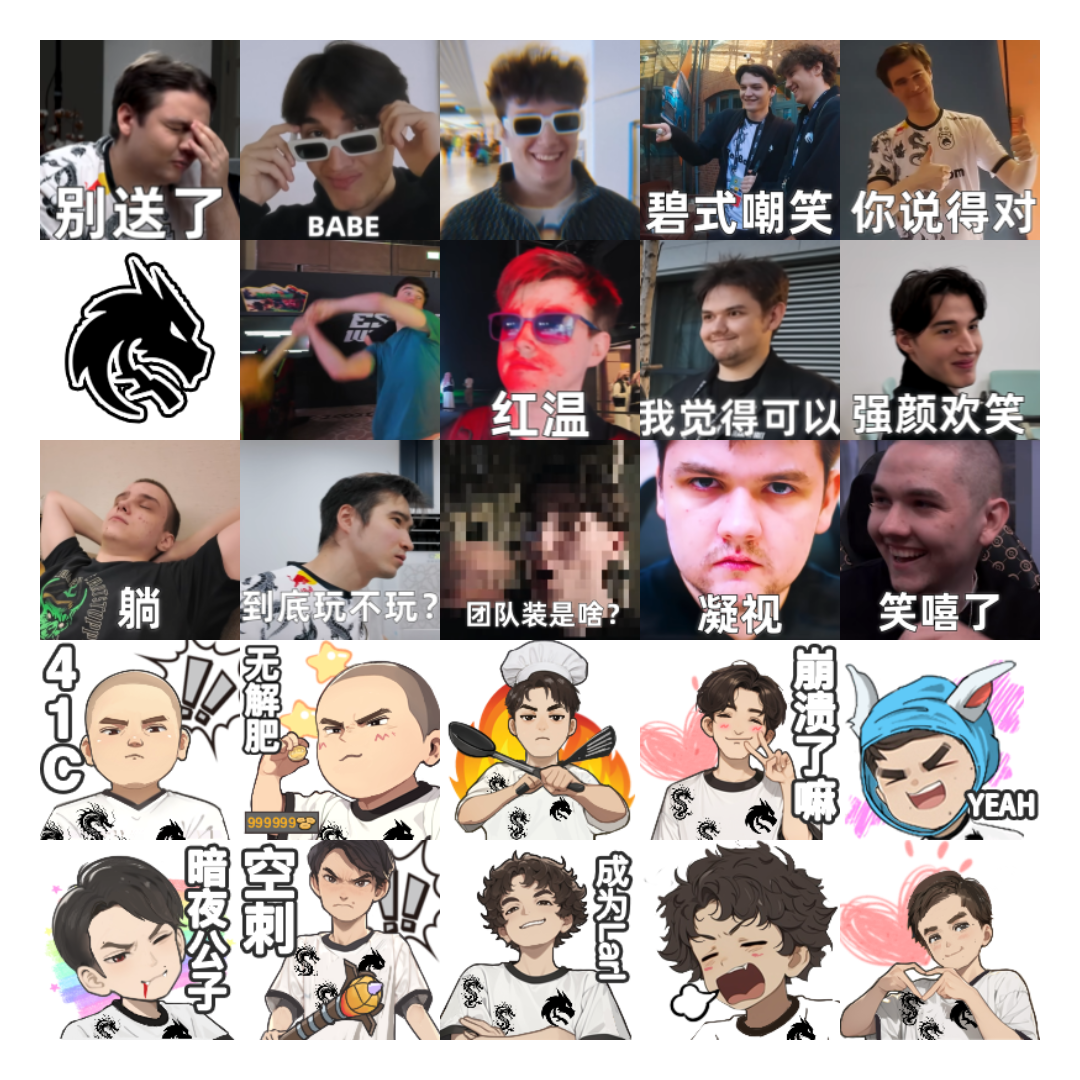 别送了
BABE
碧式嘲笑
你说得对
ES
红温
我觉得可以
强颜欢笑
躺
到底玩不玩?
团队装是啥?
凝视
笑嘻了
41C
无解肥
999999
崩溃了嘛
YEAH
暗夜公子
空刺
成为Larl